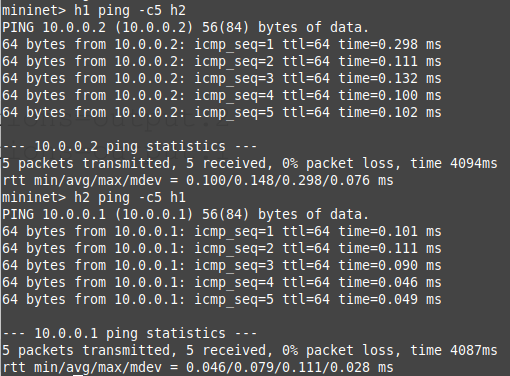 mininet> h1 ping -c5 h2
PING 10.0.0.2 (10.0.0.2) 56(84) bytes of data.
64 bytes from 10.0.0.2: icmp_seq=1 ttl=64 time=0.298 ms
64 bytes from 10.0.0.2: icmp_seq=2 ttl=64 time=0.111 ms
64 bytes from 10.0.0.2: icmp_seq=3 ttl=64 time=0.132 ms
64 bytes from 10.0.0.2: icmp_seq=4 ttl=64 time=0.100 ms
64 bytes from 10.0.0.2: icmp_seq=5 ttl=64 time=0.102 ms
--- 10.0.0.2 ping statistics ---
5 packets transmitted, 5 received, 0% packet loss, time 4094ms
rtt min/avg/max/mdev = 0.100/0.148/0.298/0.076 ms
mininet> h2 ping -c5 h1
PING 10.0.0.1 (10.0.0.1) 56(84) bytes of data.
64 bytes from 10.0.0.1: icmp_seq=1 ttl=64 time=0.101 ms
64 bytes from 10.0.0.1: icmp_seq=2 ttl=64 time=0.111 ms
64 bytes from 10.0.0.1: icmp_seq=3 ttl=64 time=0.090 ms
64 bytes from 10.0.0.1: icmp_seq=4 ttl=64 time=0.046 ms
64 bytes from 10.0.0.1: icmp_seq=5 ttl=64 time=0.049 ms
--- 10.0.0.1 ping statistics ---
5 packets transmitted, 5 received, 0% packet loss, time 4087ms
rtt min/avg/max/mdev = 0.046/0.079/0.111/0.028 ms